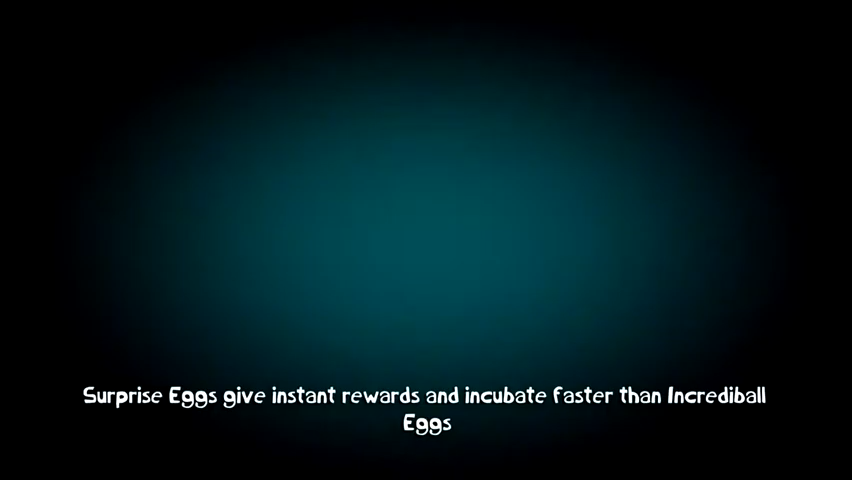 Surprise Eggs give instant rewards and incubate faster than Incrediball
Eggs